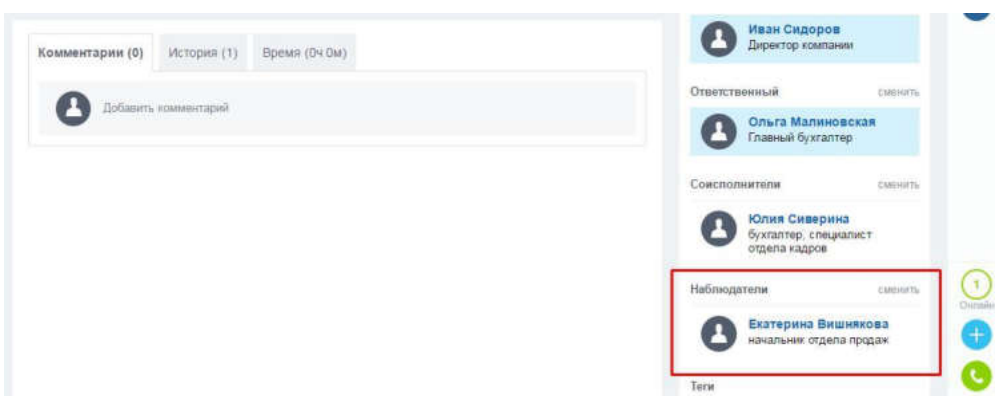 Комментарии (0) История (1) Время (0ч 0м)
Добавить комментарий
Иван Сидоров
Директор компании
Ответственный сменить
Ольга Малиновская
Главный бухгалтер
Соисполнители сменить
Юлия Сиверина
бухгалтер, специалист
отдела кадров
Наблюдатели сменить
Екатерина Вишнякова
начальник отдела продаж
Теги
1
Онлайн